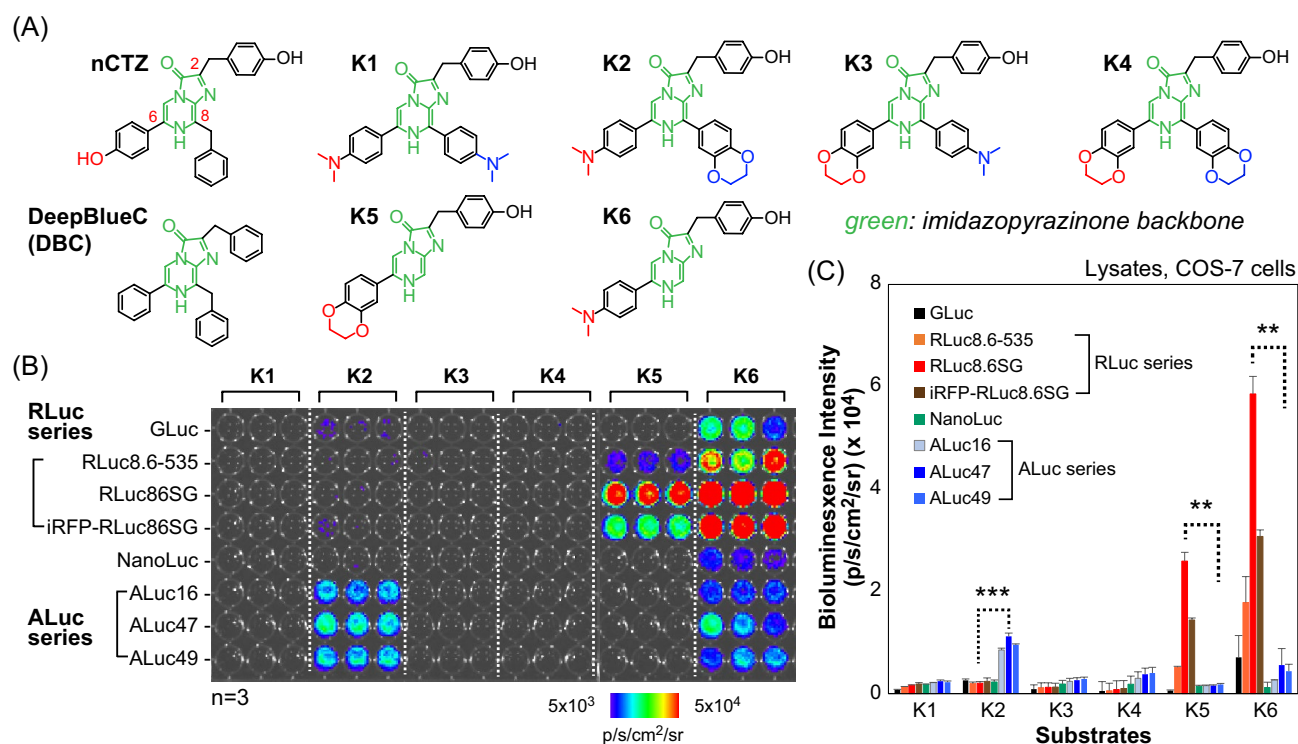 (A)
nCTZ
K1
K2
K3
K4
O
2
OH
N
N
6
8
N
H
HO
O
OH
N
N
N
H
N
N
O
OH
N
N
N
H
N
O
O
O
OH
N
N
N
H
O
O
N
O
OH
N
N
N
H
O
O
O
O
DeepBlueC
(DBC)
K5
K6
green: imidazopyrazinone backbone
O
N
N
N
H
O
OH
N
N
N
H
O
O
O
OH
N
N
N
H
N
(B)
K1 K2 K3 K4 K5 K6
RLuc
series
GLuc
RLuc8.6-535
RLuc86SG
iRFP-RLuc86SG
NanoLuc
ALuc
series
ALuc16
ALuc47
ALuc49
n=3
5x10³
5x10⁴
p/s/cm²/sr
(C)
Lysates, COS-7 cells
Bioluminesxence Intensity
(p/s/cm²/sr) (x 10⁴)
8
6
4
2
0
GLuc
RLuc8.6-535
RLuc8.6SG
iRFP-RLuc8.6SG
RLuc series
NanoLuc
ALuc16
ALuc47
ALuc49
ALuc series
***
**
**
K1 K2 K3 K4 K5 K6
Substrates